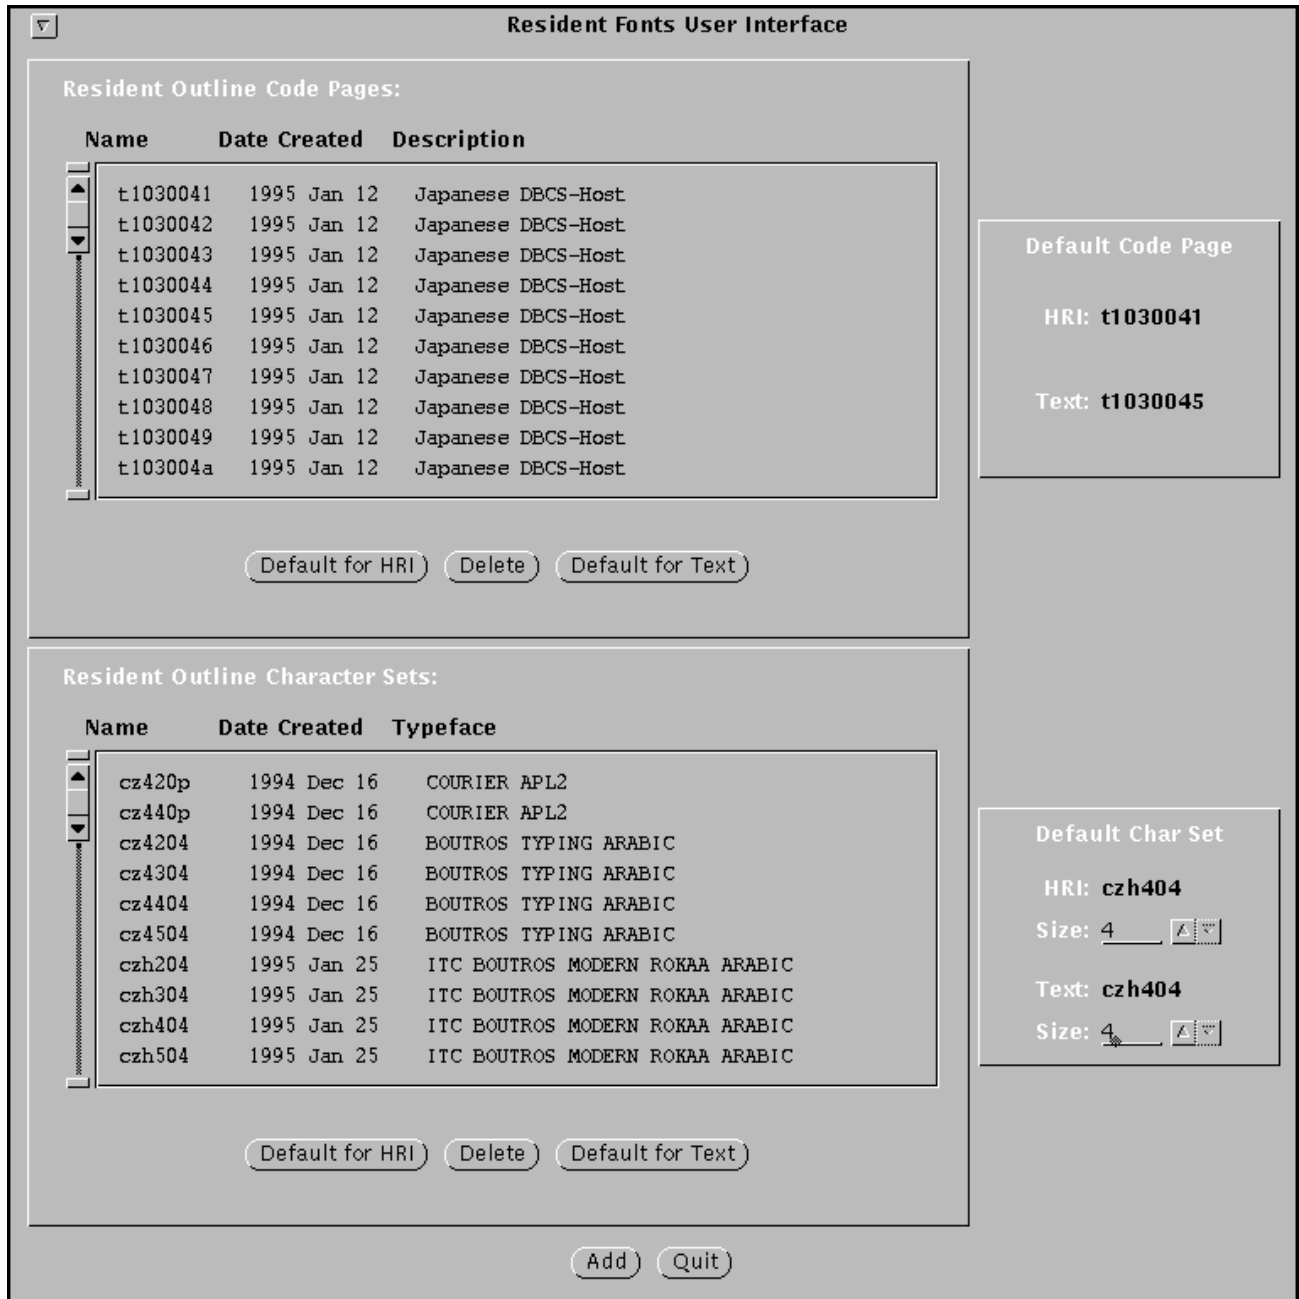 Resident Fonts User Interface
Resident Outline Code Pages:
Name Date Created Description
t1030041 1995 Jan 12 Japanese DBCS-Host
t1030042 1995 Jan 12 Japanese DBCS-Host
t1030043 1995 Jan 12 Japanese DBCS-Host
t1030044 1995 Jan 12 Japanese DBCS-Host
t1030045 1995 Jan 12 Japanese DBCS-Host
t1030046 1995 Jan 12 Japanese DBCS-Host
t1030047 1995 Jan 12 Japanese DBCS-Host
t1030048 1995 Jan 12 Japanese DBCS-Host
t1030049 1995 Jan 12 Japanese DBCS-Host
t103004a 1995 Jan 12 Japanese DBCS-Host
Default for HRI Delete Default for Text
Default Code Page
HRI: t1030041
Text: t1030045
Resident Outline Character Sets:
Name Date Created Typeface
cz420p 1994 Dec 16 COURIER APL2
cz440p 1994 Dec 16 COURIER APL2
cz4204 1994 Dec 16 BOUTROS TYPING ARABIC
cz4304 1994 Dec 16 BOUTROS TYPING ARABIC
cz4404 1994 Dec 16 BOUTROS TYPING ARABIC
cz4504 1994 Dec 16 BOUTROS TYPING ARABIC
czh204 1995 Jan 25 ITC BOUTROS MODERN ROKAA ARABIC
czh304 1995 Jan 25 ITC BOUTROS MODERN ROKAA ARABIC
czh404 1995 Jan 25 ITC BOUTROS MODERN ROKAA ARABIC
czh504 1995 Jan 25 ITC BOUTROS MODERN ROKAA ARABIC
Default for HRI Delete Default for Text
Default Char Set
HRI: czh404
Size: 4
Text: czh404
Size: 4
Add Quit